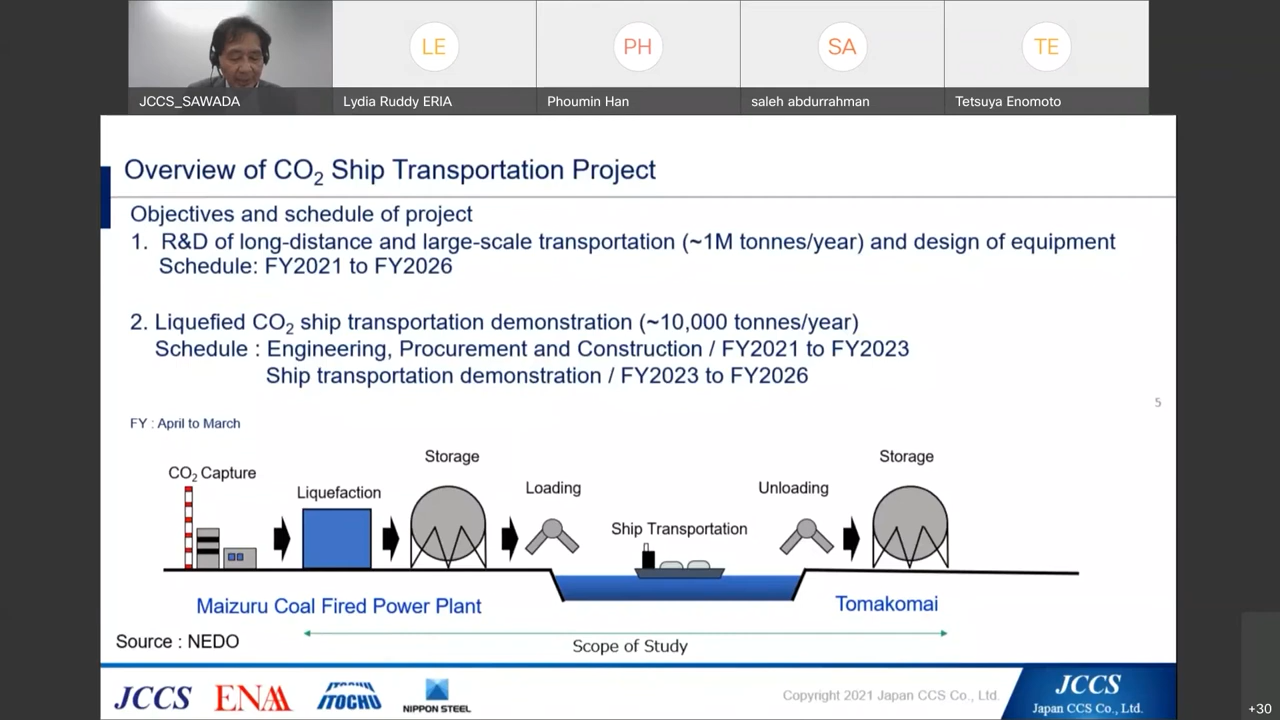 LE
PH
SA
TE
JCCS_SAWADA
Lydia Ruddy ERIA
Phoumin Han
saleh abdurrahman
Tetsuya Enomoto
Overview of CO₂ Ship Transportation Project
Objectives and schedule of project
1. R&D of long-distance and large-scale transportation (~1M tonnes/year) and design of equipment
Schedule: FY2021 to FY2026
2. Liquefied CO₂ ship transportation demonstration (~10,000 tonnes/year)
Schedule : Engineering, Procurement and Construction / FY2021 to FY2023
Ship transportation demonstration / FY2023 to FY2026
5
FY : April to March
CO₂ Capture
Liquefaction
Storage
Loading
Ship Transportation
Unloading
Storage
Maizuru Coal Fired Power Plant
Tomakomai
Source : NEDO
Scope of Study
JCCS
ENAA
ITOCHU
NIPPON STEEL
Copyright 2021 Japan CCS Co., Ltd.
JCCS
Japan CCS Co., Ltd.
+30